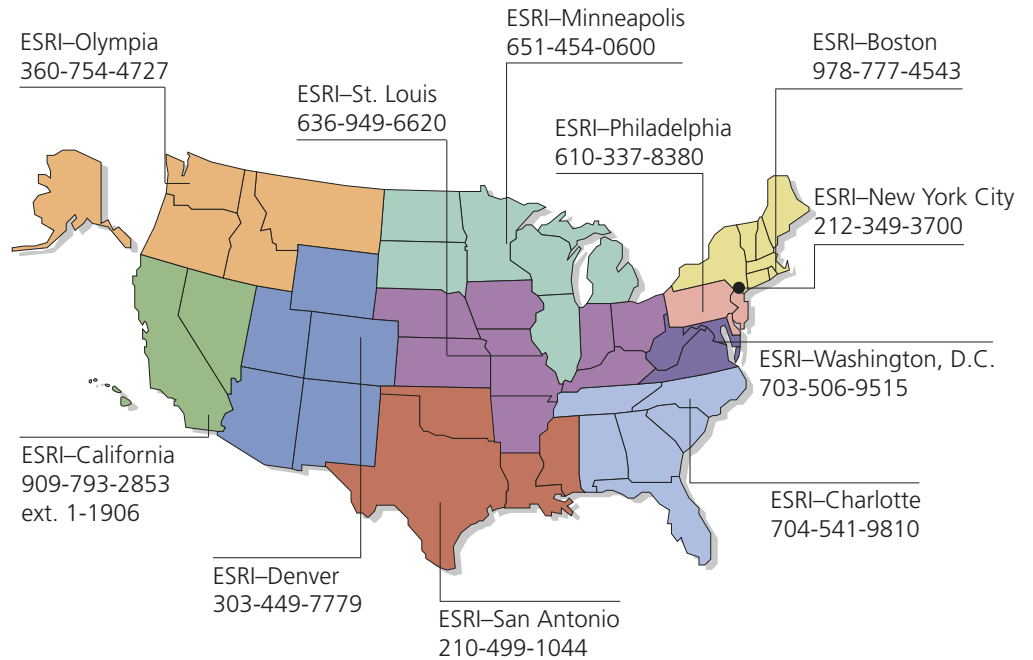 ESRI–Olympia
360-754-4727
ESRI–Minneapolis
651-454-0600
ESRI–Boston
978-777-4543
ESRI–St. Louis
636-949-6620
ESRI–Philadelphia
610-337-8380
ESRI–New York City
212-349-3700
ESRI–Washington, D.C.
703-506-9515
ESRI–California
909-793-2853
ext. 1-1906
ESRI–Charlotte
704-541-9810
ESRI–Denver
303-449-7779
ESRI–San Antonio
210-499-1044